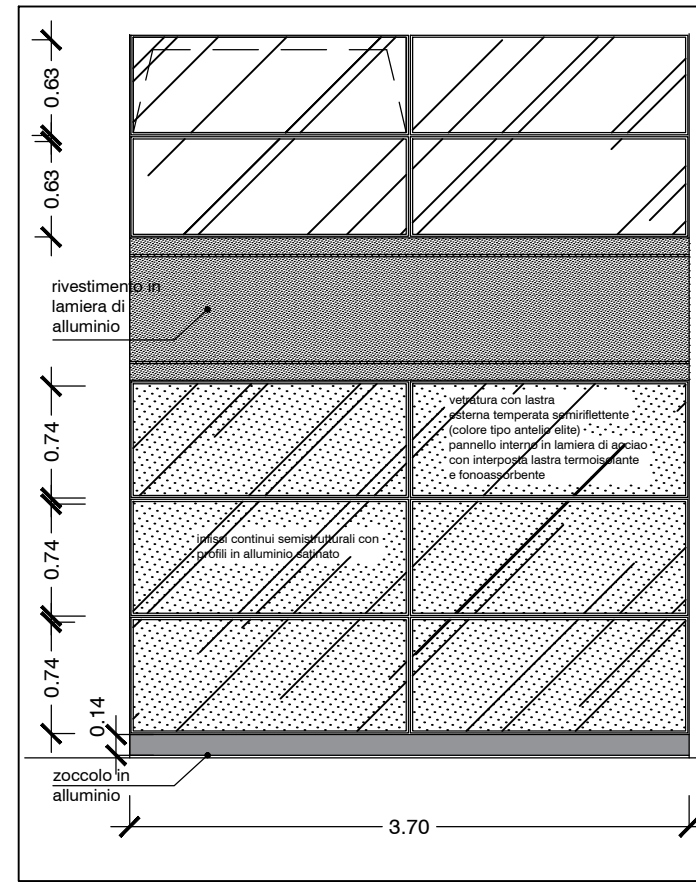 0.63
0.63
rivestimento in
lamiera di
alluminio
vetratura con lastra
esterna temperata semiriflettente
(colore tipo antelio elite)
pannello interno in lamiera di acciao
con interposta lastra termoisolante
e fonoassorbente
0.74
infissi continui semistrutturali con
profili in alluminio satinato
0.74
0.74
0.14
zoccolo in
alluminio
3.70